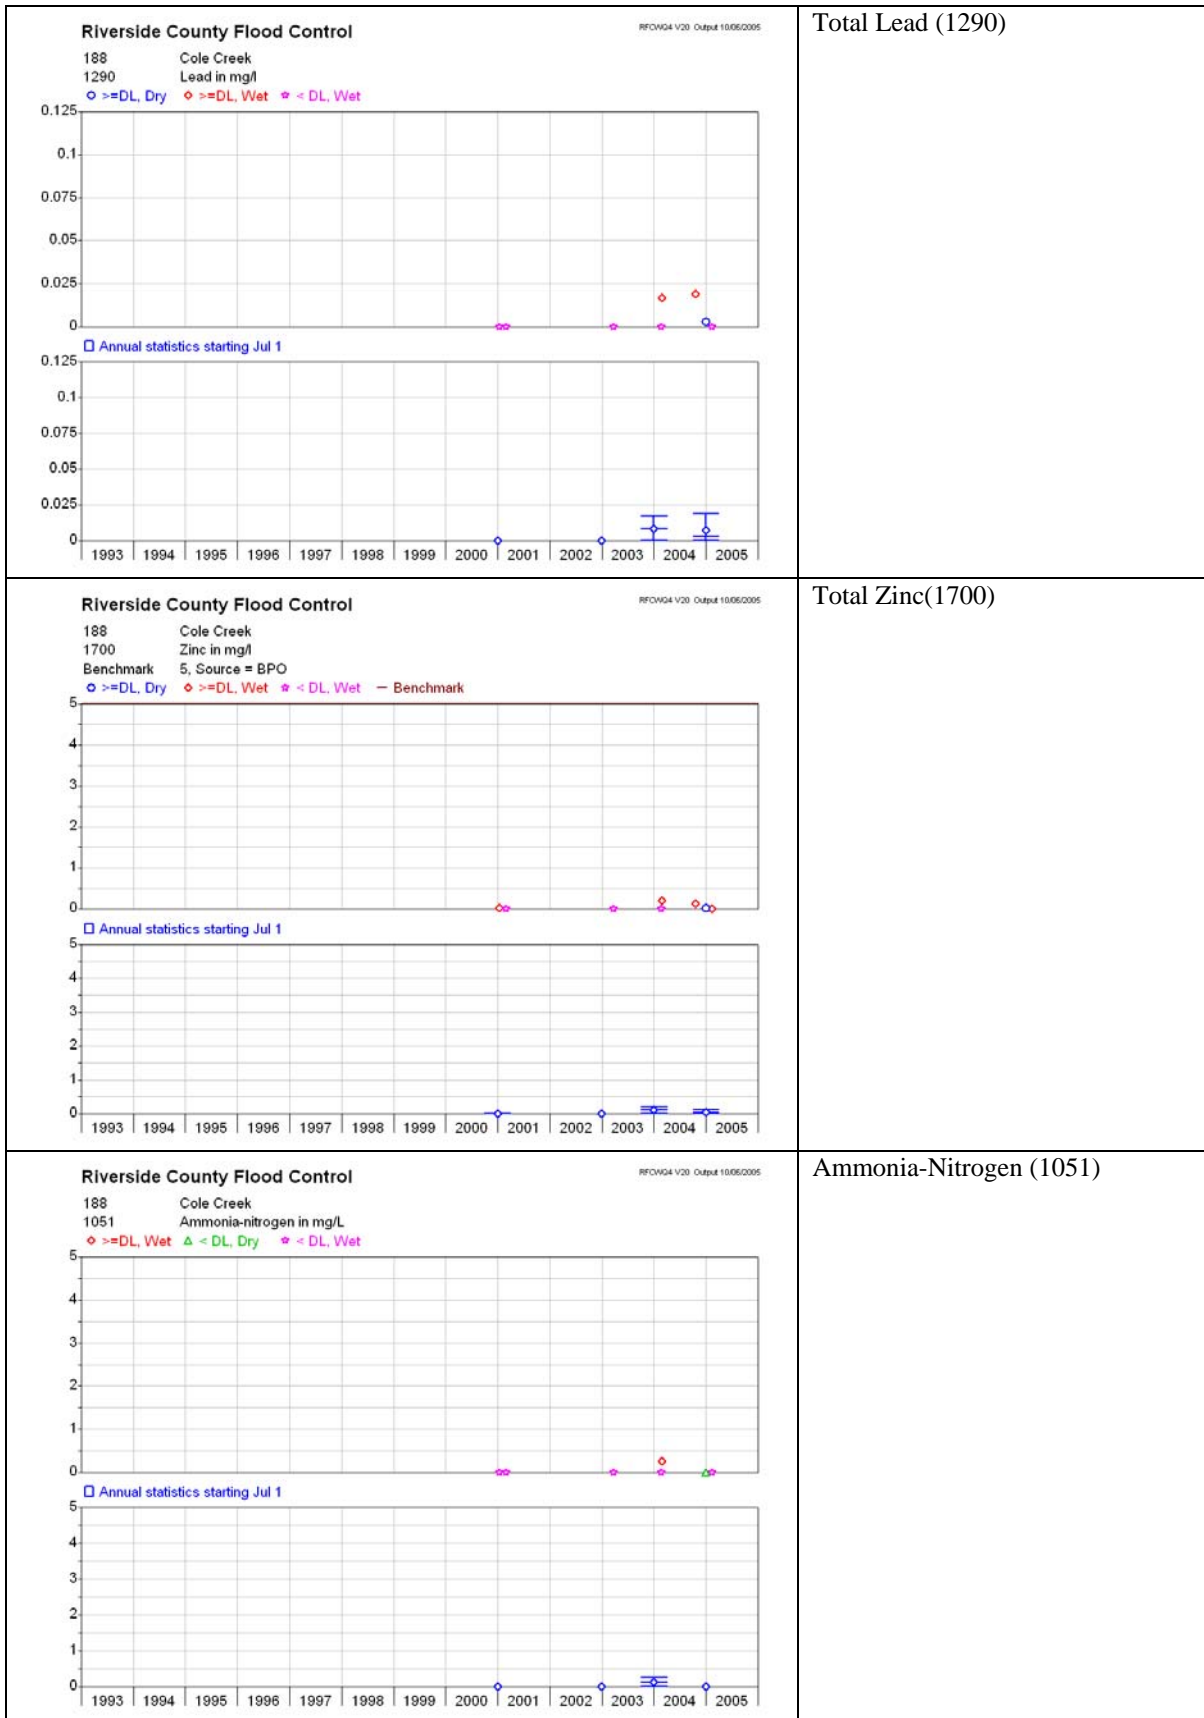 Riverside County Flood Control
RFCWQ4 V20 Output 10/06/2005
188 Cole Creek
1290 Lead in mg/l
>=DL, Dry >=DL, Wet < DL, Wet
0.125
0.1
0.075
0.05
0.025
0
Annual statistics starting Jul 1
0.125
0.1
0.075
0.05
0.025
0
1993 1994 1995 1996 1997 1998 1999 2000 2001 2002 2003 2004 2005
Total Lead (1290)
Riverside County Flood Control
RFCWQ4 V20 Output 10/06/2005
188 Cole Creek
1700 Zinc in mg/l
Benchmark 5, Source = BPO
>=DL, Dry >=DL, Wet < DL, Wet Benchmark
5
4
3
2
1
0
Annual statistics starting Jul 1
5
4
3
2
1
0
1993 1994 1995 1996 1997 1998 1999 2000 2001 2002 2003 2004 2005
Total Zinc(1700)
Riverside County Flood Control
RFCWQ4 V20 Output 10/06/2005
188 Cole Creek
1051 Ammonia-nitrogen in mg/L
>=DL, Wet < DL, Dry < DL, Wet
5
4
3
2
1
0
Annual statistics starting Jul 1
5
4
3
2
1
0
1993 1994 1995 1996 1997 1998 1999 2000 2001 2002 2003 2004 2005
Ammonia-Nitrogen (1051)